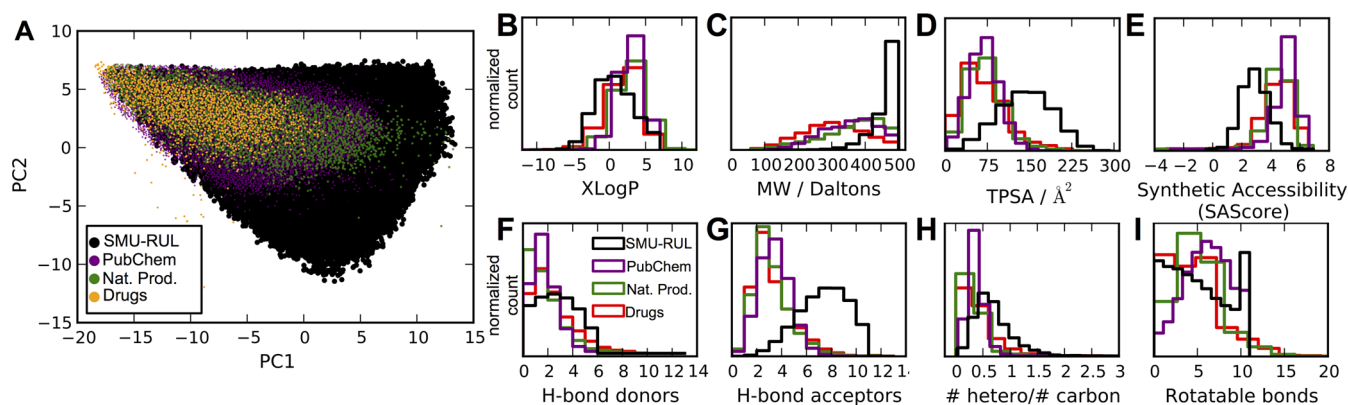 A
10
5
0
−5
−10
−15
PC2
−20
−15
−10
−5
0
5
10
15
PC1
SMU-RUL
PubChem
Nat. Prod.
Drugs
B
normalized
count
−10 −5 0 5 10
XLogP
C
100 200 300 400 500
MW / Daltons
D
0 75 150 225 300
TPSA / Å²
E
−4 −2 0 2 4 6 8
Synthetic Accessibility
(SAScore)
F
normalized
count
0 2 4 6 8 10 12 14
H-bond donors
G
SMU-RUL
PubChem
Nat. Prod.
Drugs
0 2 4 6 8 10 12 1
H-bond acceptors
H
0 0.5 1 1.5 2 2.5 3
# hetero/# carbon
I
0 5 10 15 20
Rotatable bonds